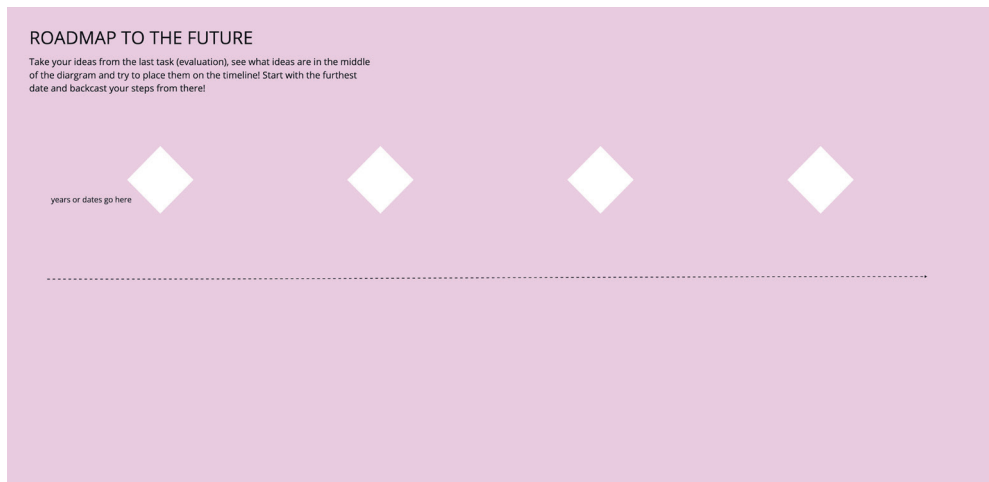 ROADMAP TO THE FUTURE
Take your ideas from the last task (evaluation), see what ideas are in the middle
of the diargram and try to place them on the timeline! Start with the furthest
date and backcast your steps from there!
years or dates go here